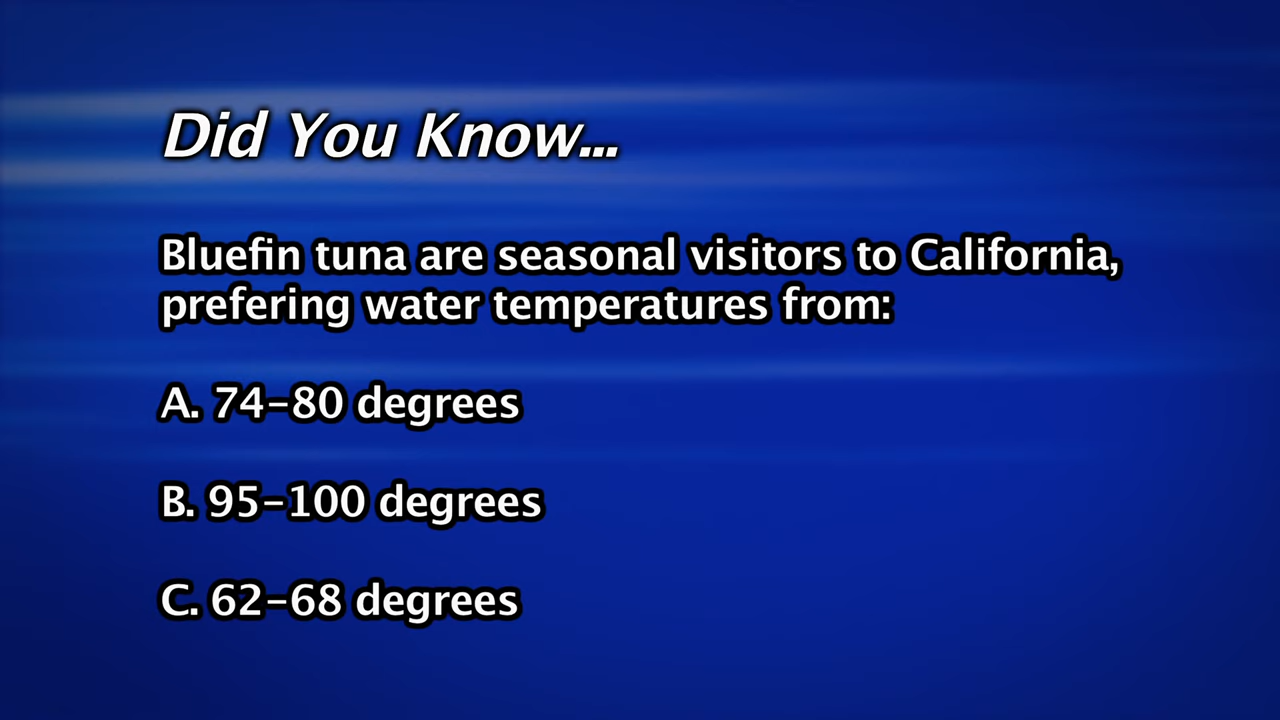 Did You Know...
Bluefin tuna are seasonal visitors to California,
prefering water temperatures from:
A. 74-80 degrees
B. 95-100 degrees
C. 62-68 degrees